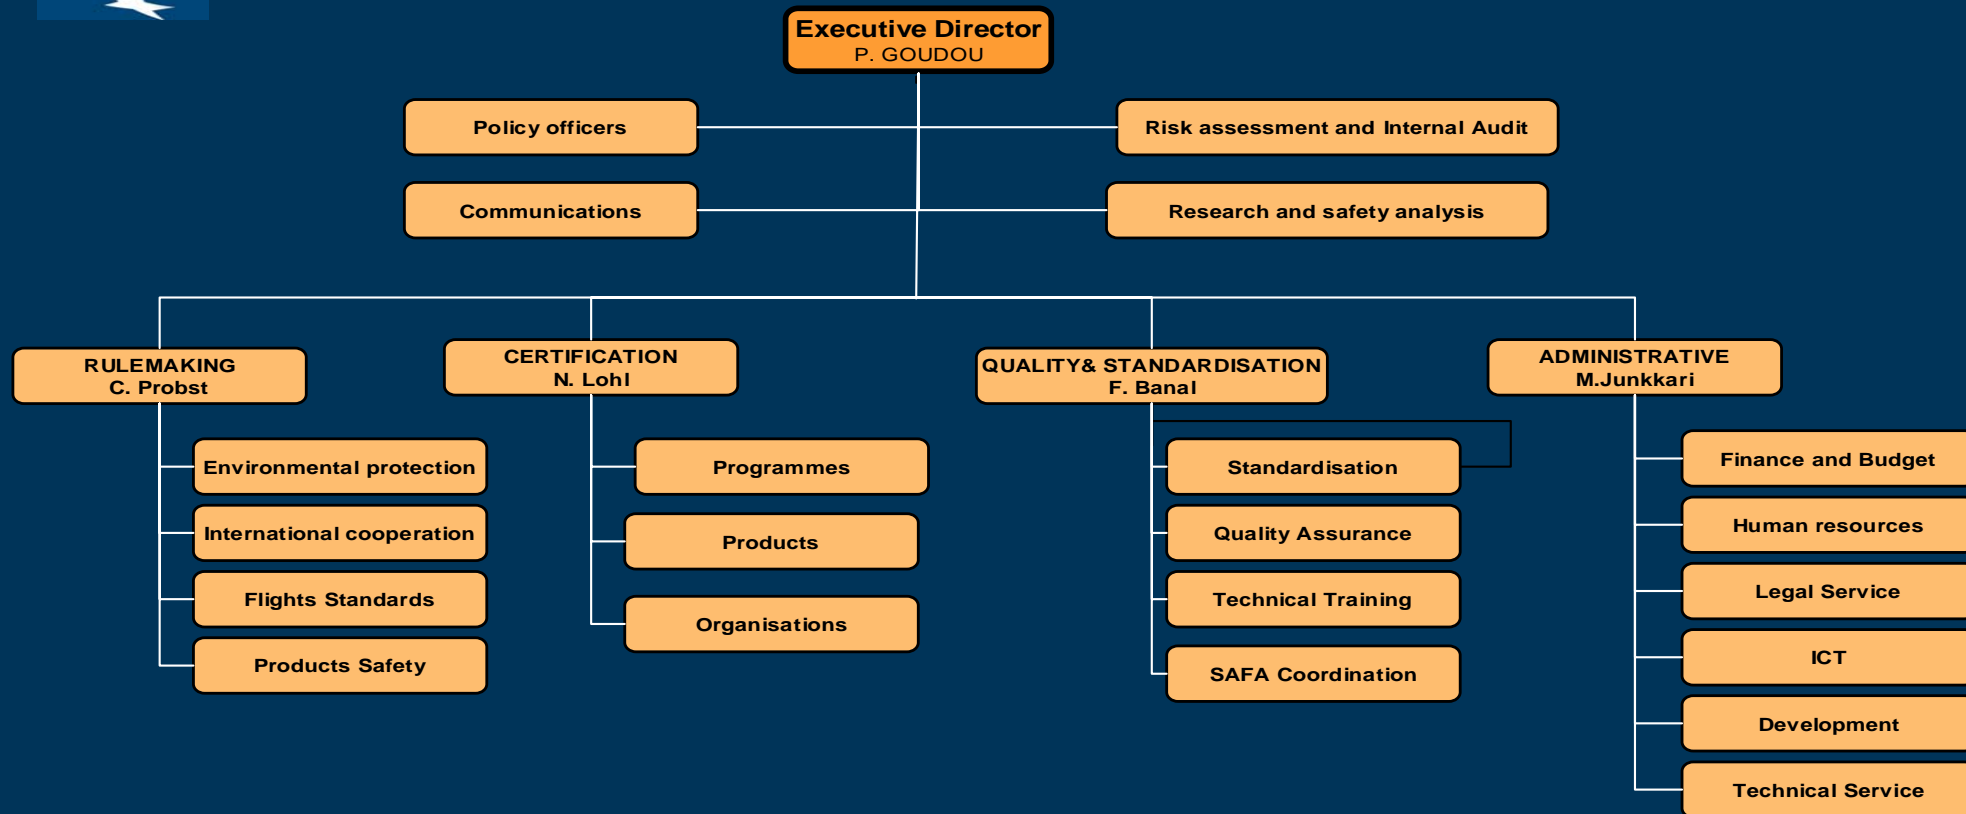 Executive Director
P. GOUDOU
Policy officers
Risk assessment and Internal Audit
Communications
Research and safety analysis
RULEMAKING
C. Probst
Environmental protection
International cooperation
Flights Standards
Products Safety
CERTIFICATION
N. Lohl
Programmes
Products
Organisations
QUALITY& STANDARDISATION
F. Banal
Standardisation
Quality Assurance
Technical Training
SAFA Coordination
ADMINISTRATIVE
M.Junkkari
Finance and Budget
Human resources
Legal Service
ICT
Development
Technical Service